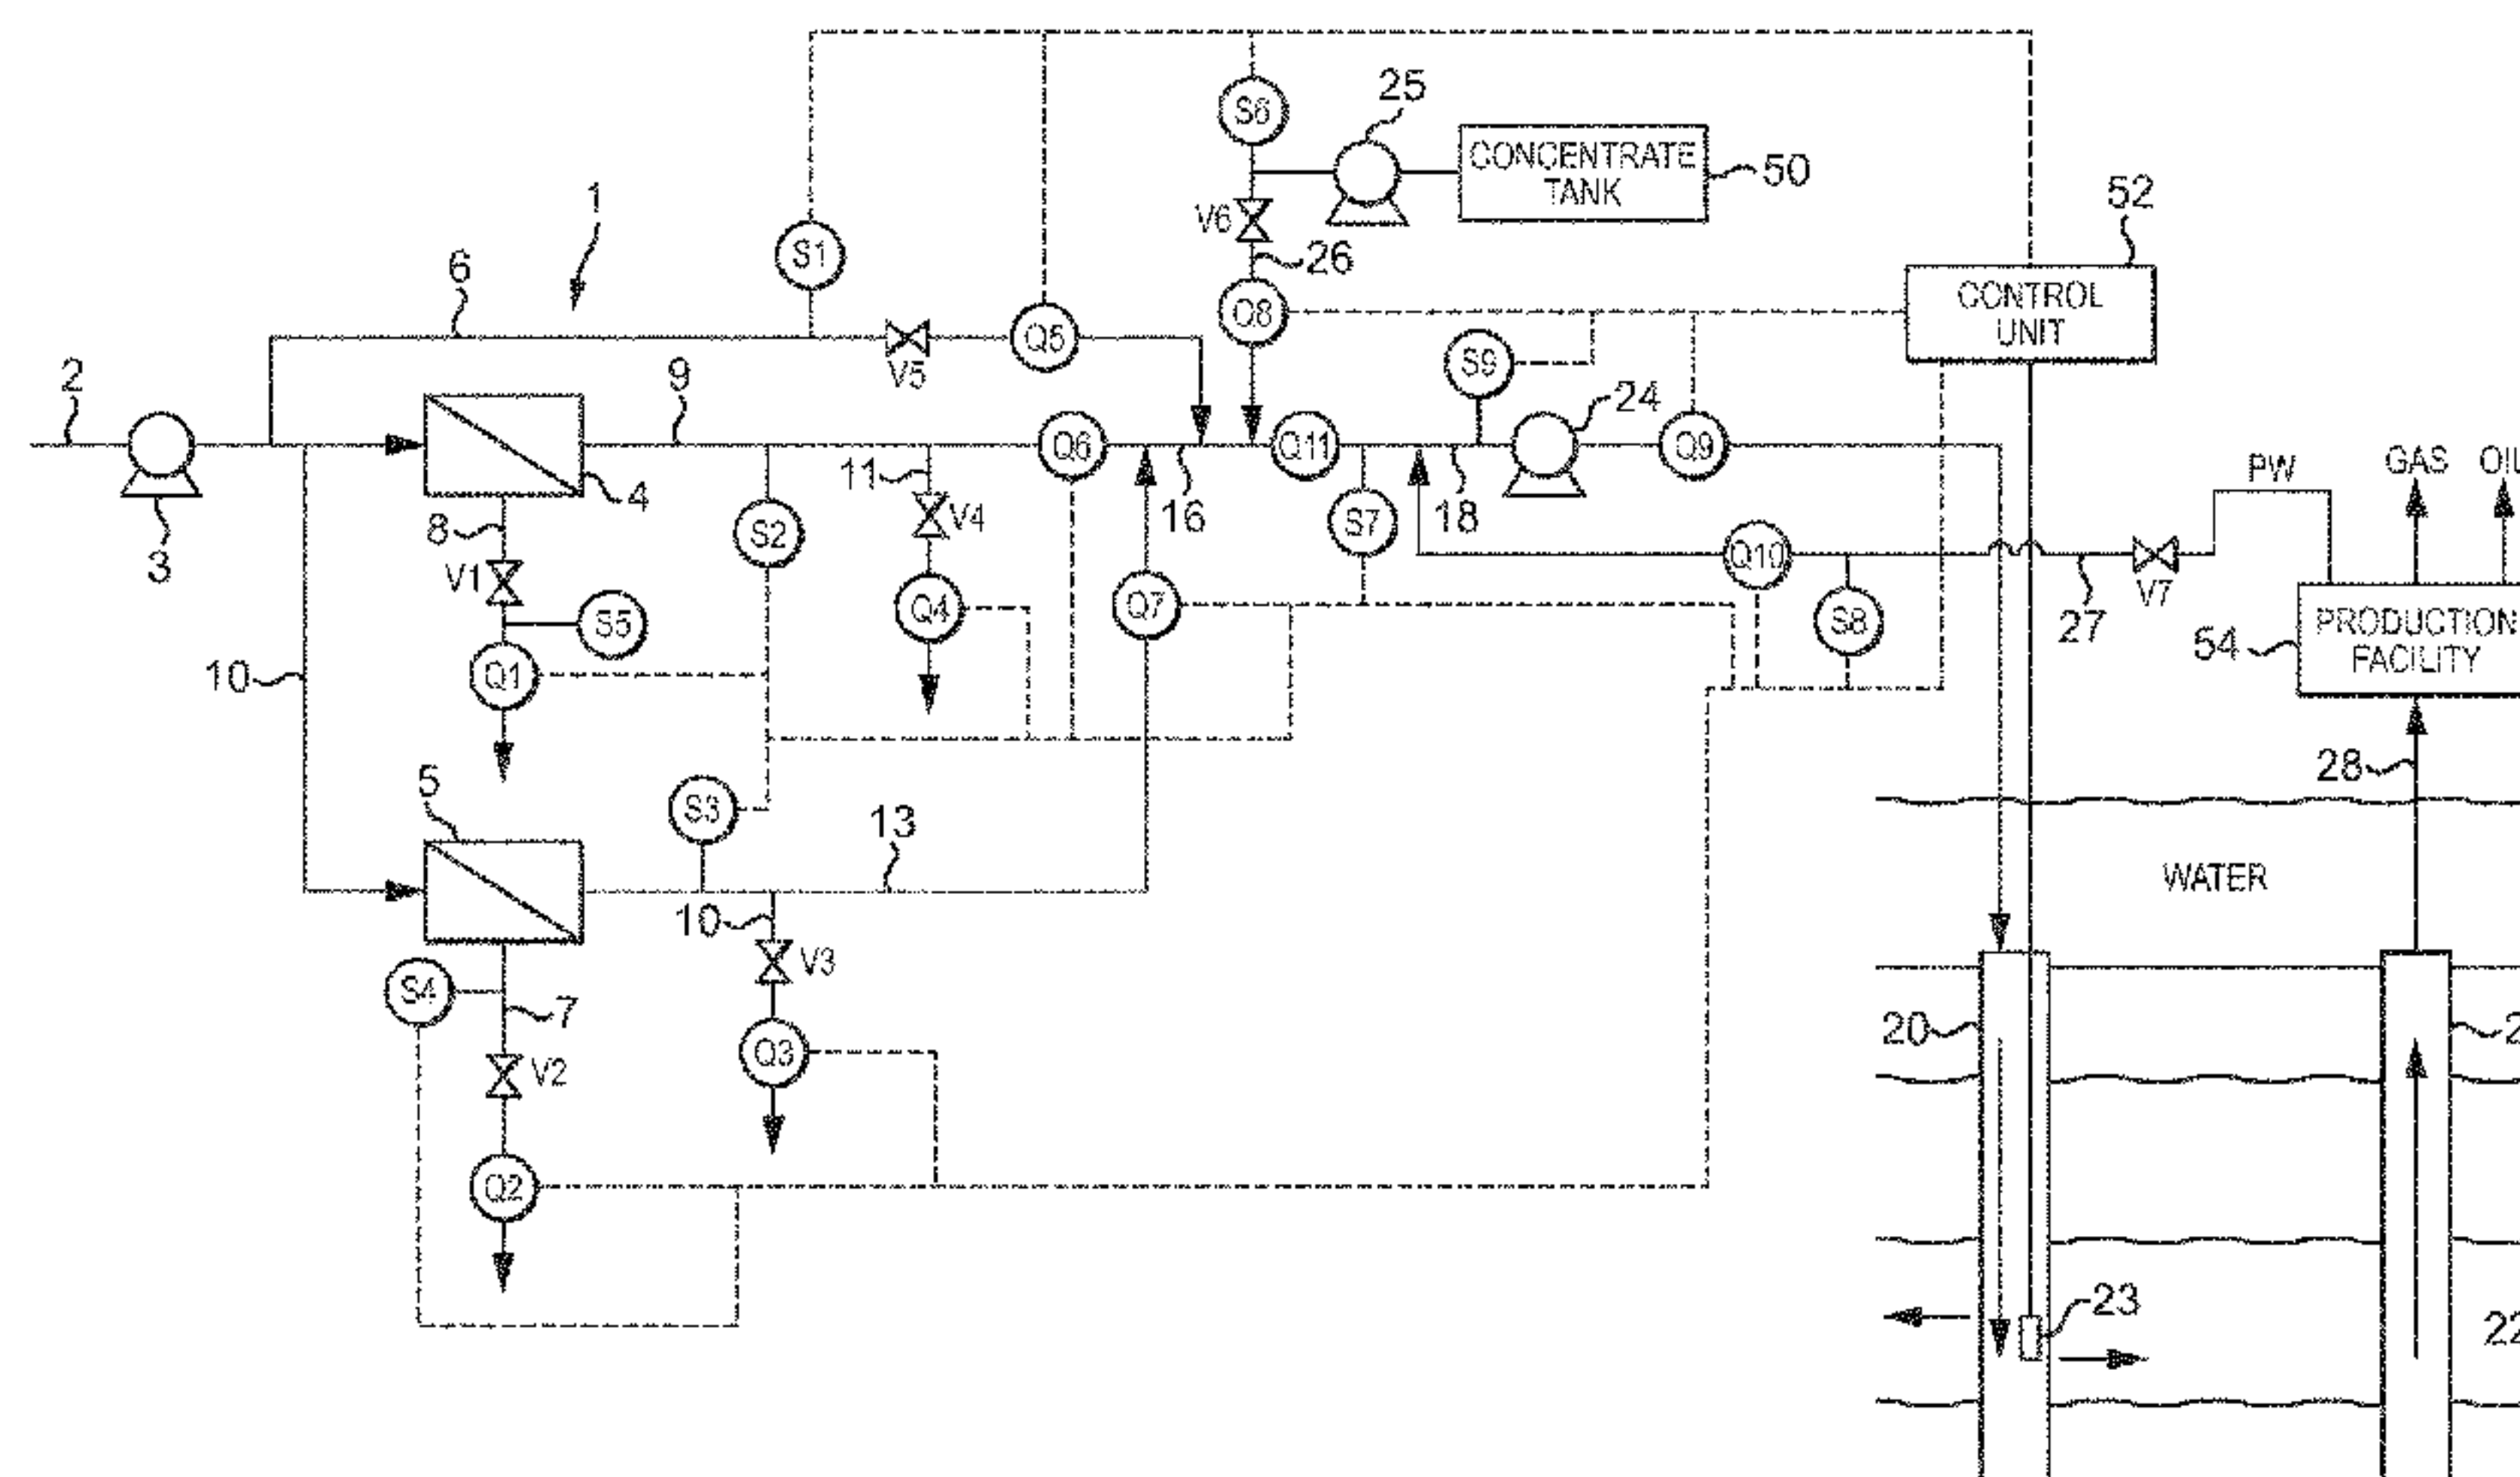 25
S6
CONCENTRATE
TANK
50
52
1
V6
26
S1
6
Q8
CONTROL
UNIT
Q5
V5
S9
2
9
24
Q6
Q11
Q9
11
4
8
V4
16
S7
18
PW
GAS
3
S2
Q10
V1
V7
Q4
Q7
S5
S8
27
PRODUCTION
FACILITY
54
10
Q1
28
5
S3
13
WATER
10
V3
S4
7
20
Q3
V2
Q2
23
22